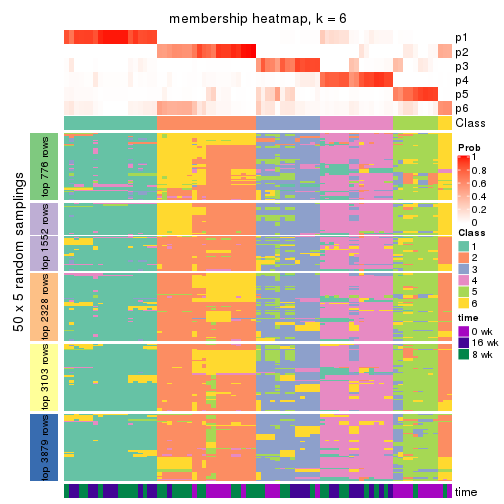 membership heatmap, k = 6
p1
p2
p3
p4
p5
p6
Class
50 x 5 random samplings
top 776 rows
top 1552 rows
top 2328 rows
top 3103 rows
top 3879 rows
time
Prob
1
0.8
0.6
0.4
0.2
0
Class
1
2
3
4
5
6
time
0 wk
16 wk
8 wk